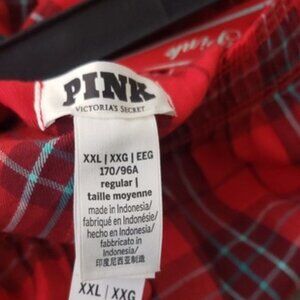 Pink
PINK
VICTORIA'S SECRET
XXL | XXG | EEG
170/96A
regular |
taille moyenne
made in Indonesia/
fabriqué en Indonésie/
hecho en Indonesia/
fabbricato in
Indonesia/
印度尼西亚制造
XXL | XXG